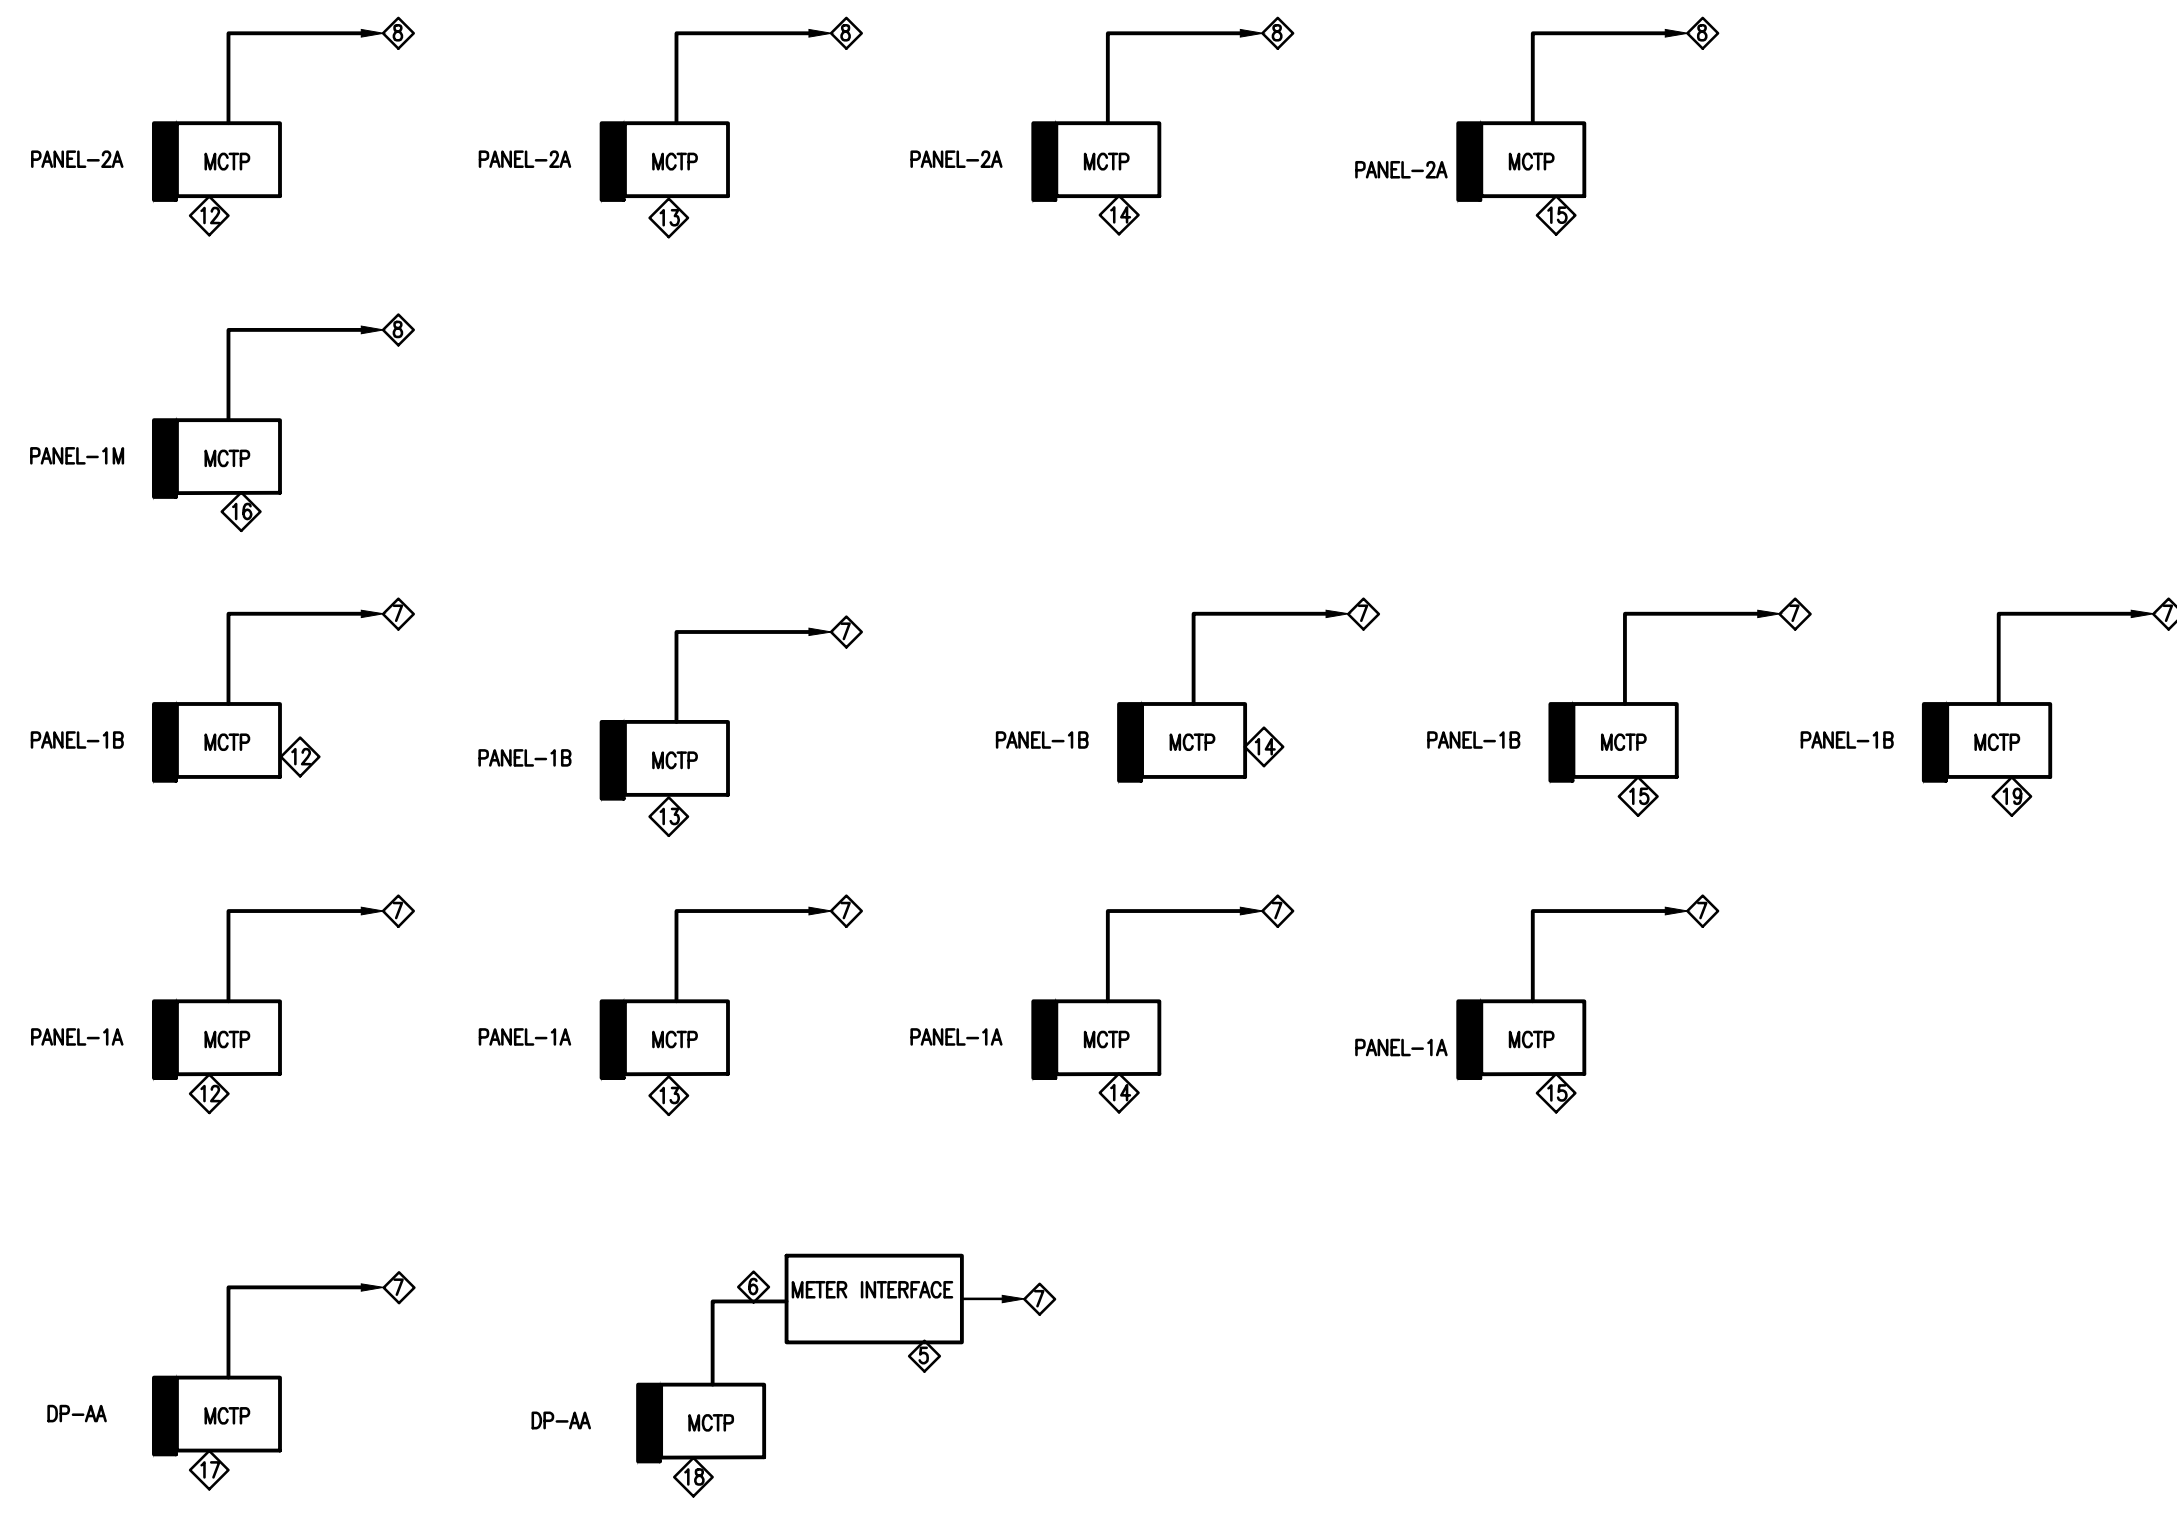 8 8 8 8
PANEL-2A MCTP PANEL-2A MCTP PANEL-2A MCTP PANEL-2A MCTP
12 13 14 15
8
PANEL-1M MCTP
16
7 7 7 7 7
PANEL-1B MCTP 12 PANEL-1B MCTP PANEL-1B MCTP 14 PANEL-1B MCTP PANEL-1B MCTP
13 15 19
7 7 7 7
PANEL-1A MCTP PANEL-1A MCTP PANEL-1A MCTP PANEL-1A MCTP
12 13 14 15
7 6 METER INTERFACE 7
5
DP-AA MCTP DP-AA MCTP
17 18